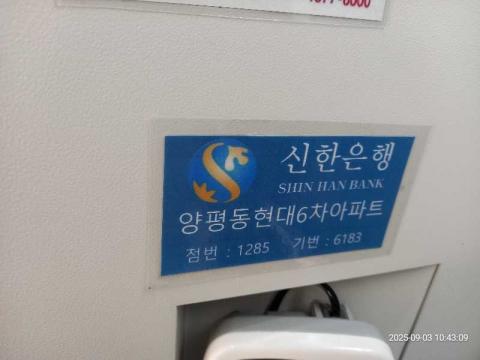 신한은행
SHIN HAN BANK
양평동현대6차아파트
점번 : 1285 기번 : 6183
2025-09-03 10:43:09